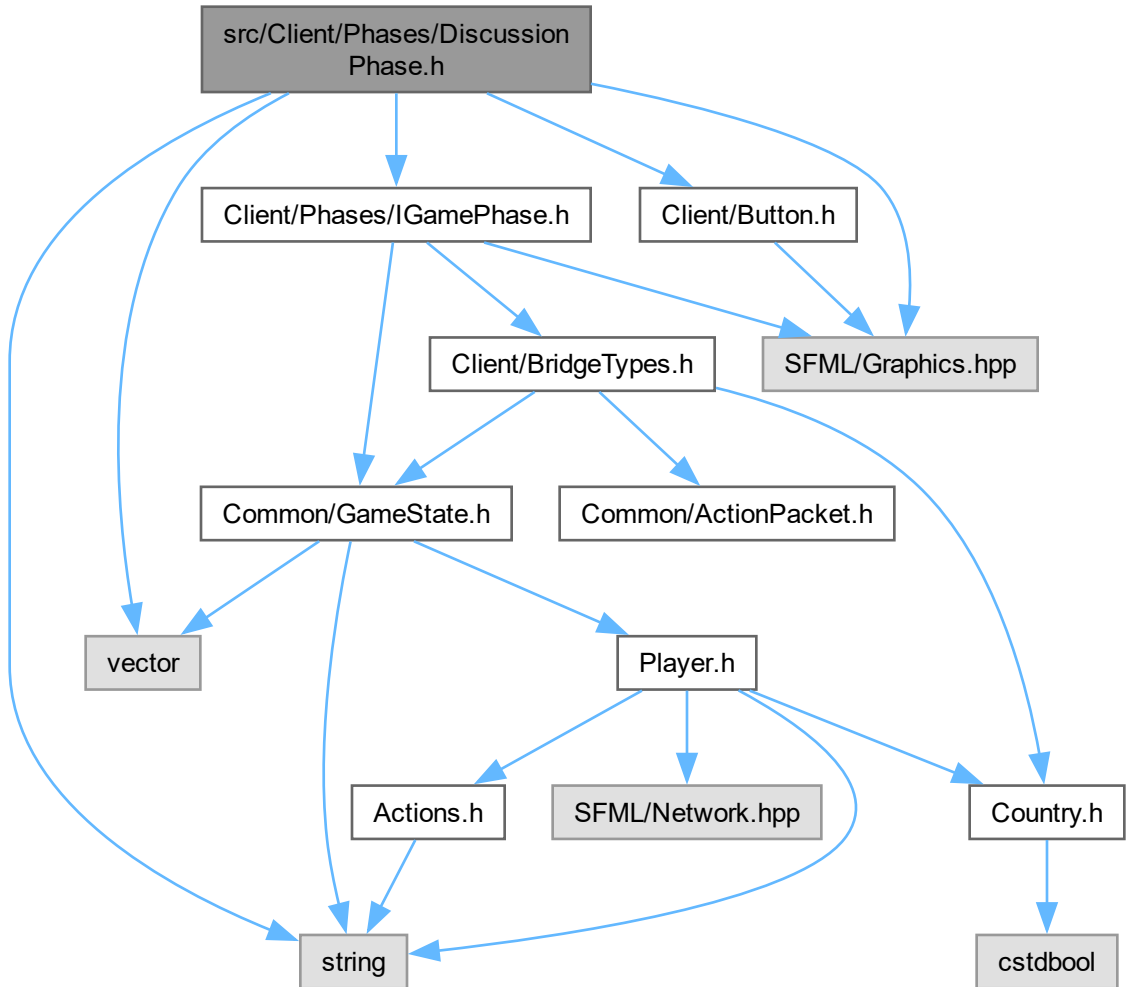 src/Client/Phases/Discussion
Phase.h
Client/Phases/IGamePhase.h
Client/Button.h
Client/BridgeTypes.h
SFML/Graphics.hpp
Common/GameState.h
Common/ActionPacket.h
vector
Player.h
Actions.h
SFML/Network.hpp
Country.h
string
cstdbool